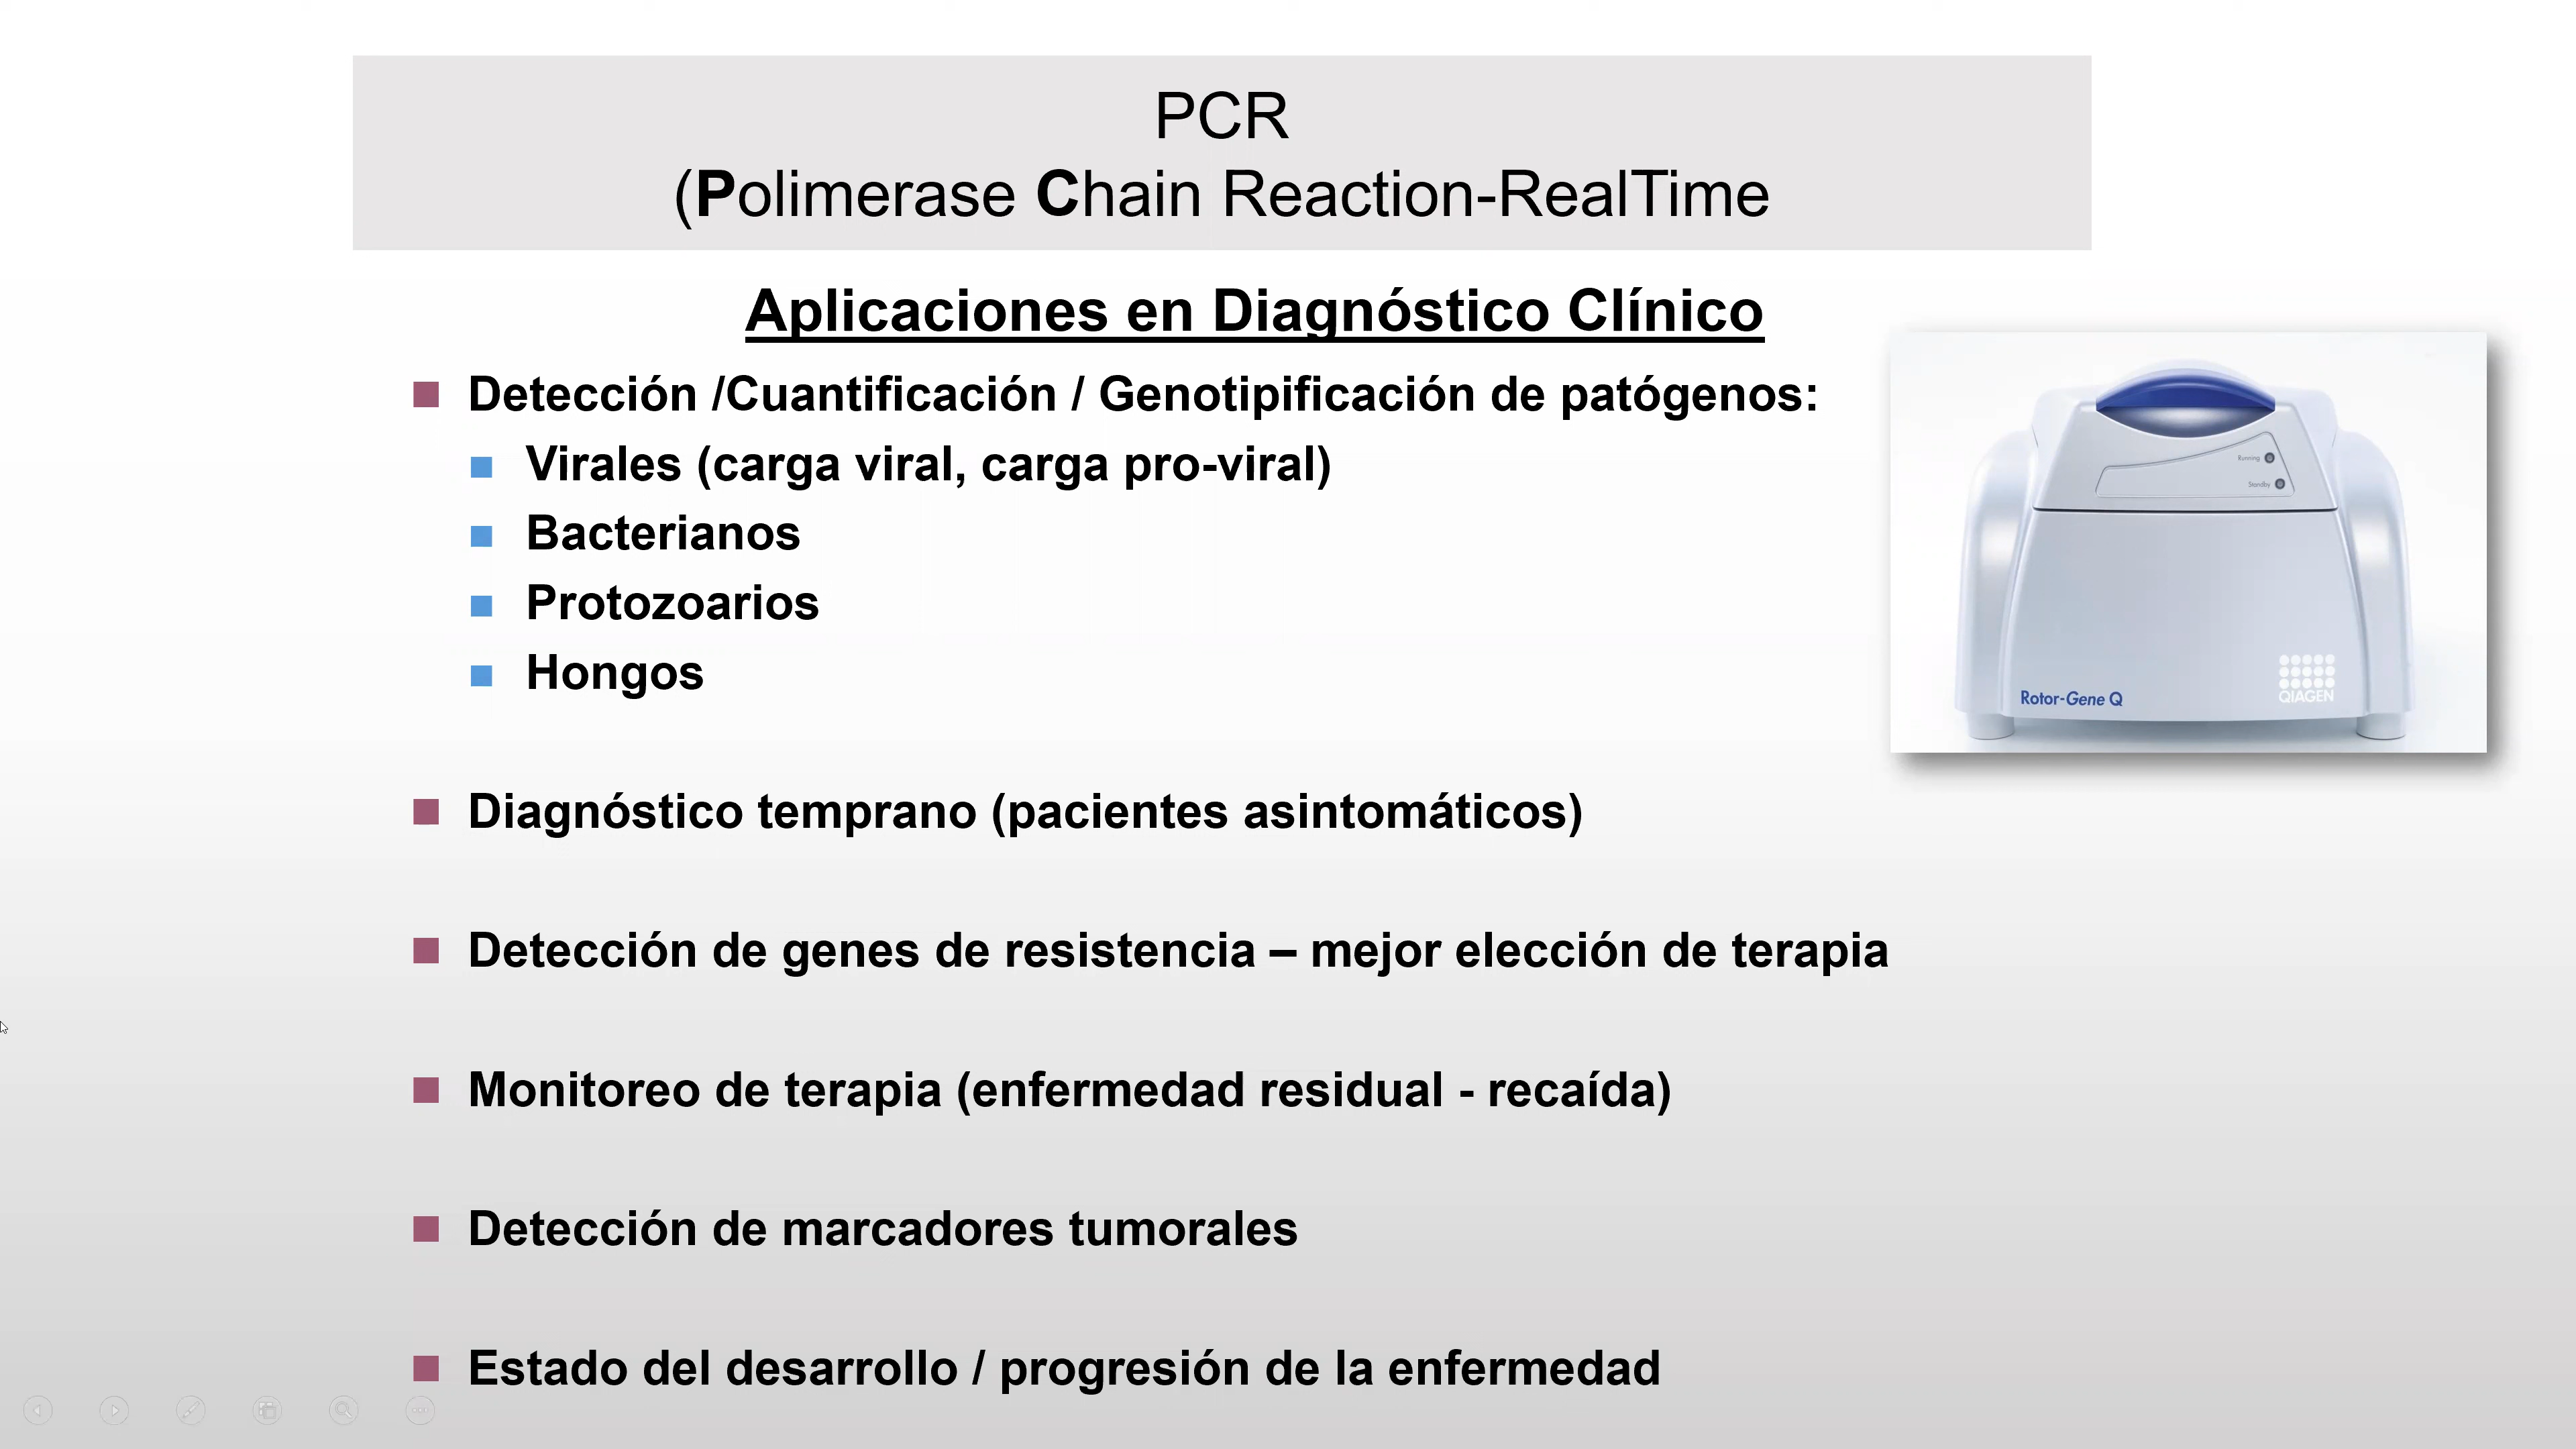 PCR
(Polimerase Chain Reaction-RealTime
Aplicaciones en Diagnóstico Clínico
Detección /Cuantificación / Genotipificación de patógenos:
Virales (carga viral, carga pro-viral)
Bacterianos
Protozoarios
Hongos
Running
Standby
Rotor-Gene Q
QIAGEN
Diagnóstico temprano (pacientes asintomáticos)
Detección de genes de resistencia – mejor elección de terapia
Monitoreo de terapia (enfermedad residual - recaída)
Detección de marcadores tumorales
Estado del desarrollo / progresión de la enfermedad